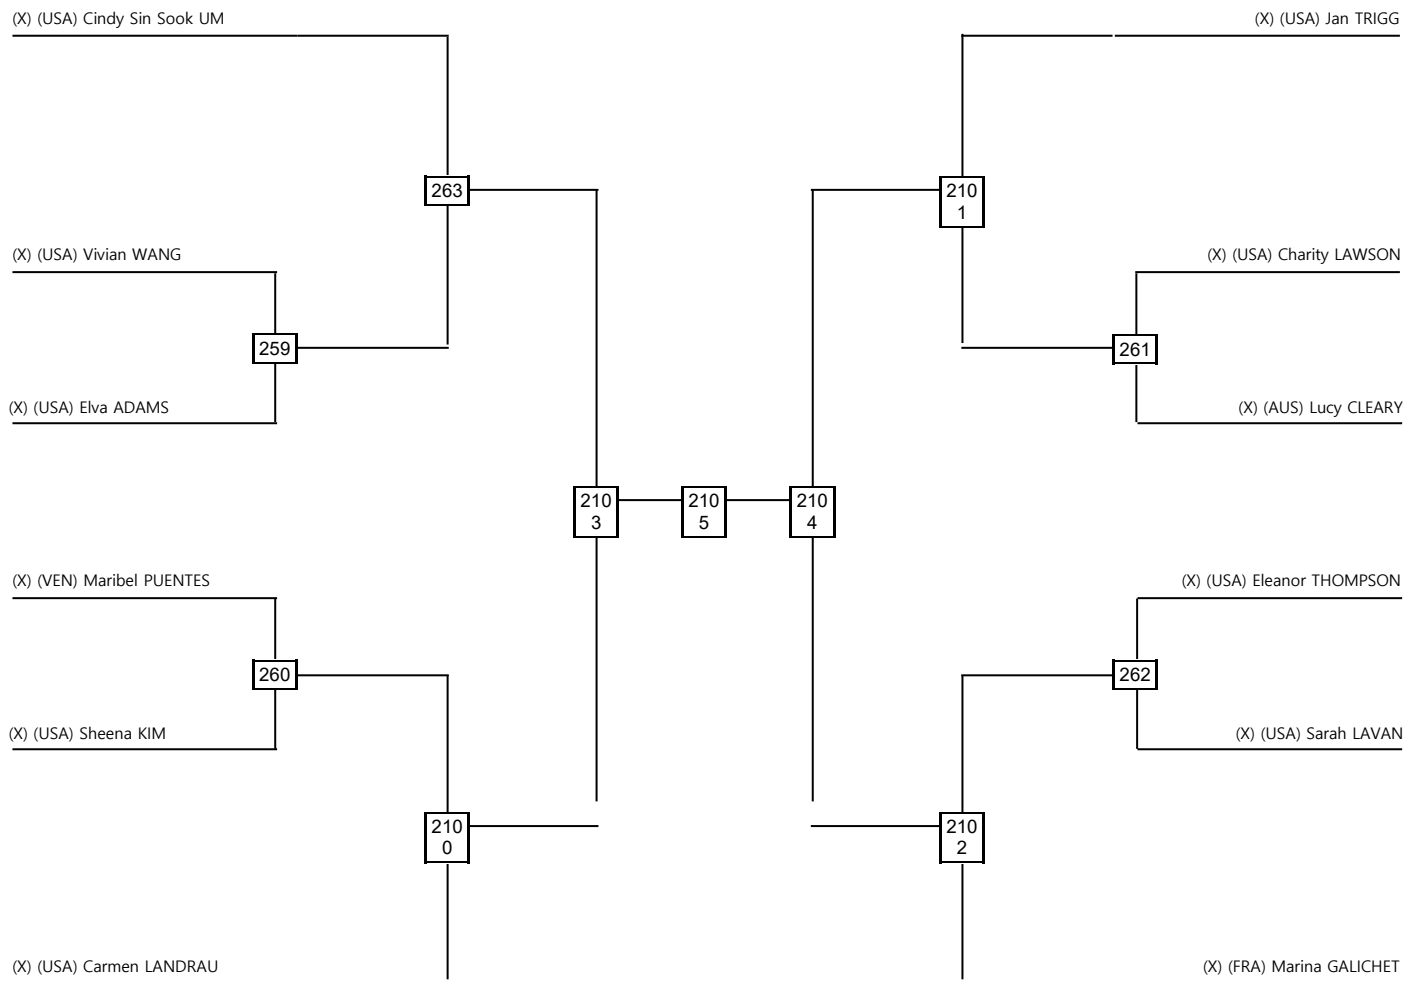 (X) (USA) Cindy Sin Sook UM
(X) (USA) Jan TRIGG
263
210
1
(X) (USA) Vivian WANG
(X) (USA) Charity LAWSON
259
261
(X) (USA) Elva ADAMS
(X) (AUS) Lucy CLEARY
210
3
210
5
210
4
(X) (VEN) Maribel PUENTES
(X) (USA) Eleanor THOMPSON
260
262
(X) (USA) Sheena KIM
(X) (USA) Sarah LAVAN
210
0
210
2
(X) (USA) Carmen LANDRAU
(X) (FRA) Marina GALICHET